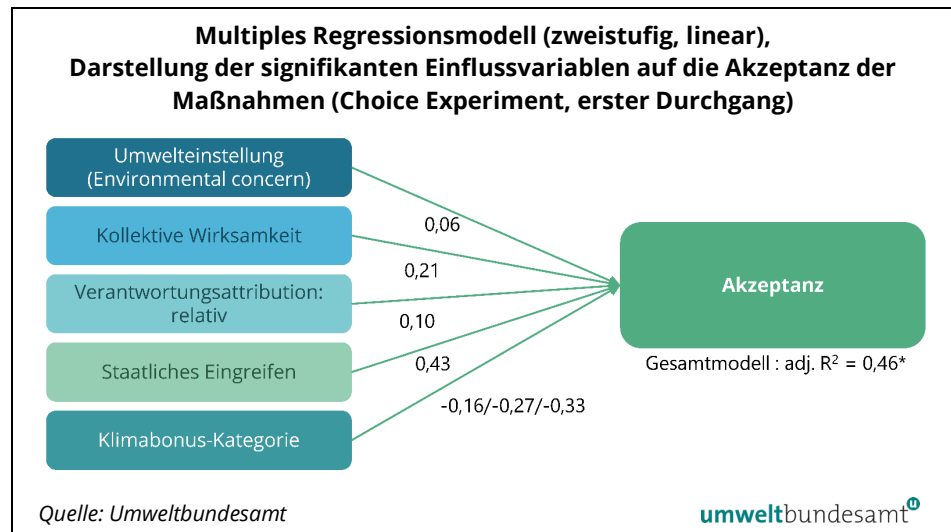 Multiples Regressionsmodell (zweistufig, linear),
Darstellung der signifikanten Einflussvariablen auf die Akzeptanz der
Maßnahmen (Choice Experiment, erster Durchgang)
Umwelteinstellung
(Environmental concern)
0,06
Kollektive Wirksamkeit
0,21
Verantwortungsattribution:
relativ
0,10
Staatliches Eingreifen
0,43
Klimabonus-Kategorie
-0,16/-0,27/-0,33
Akzeptanz
Gesamtmodell : adj. R² = 0,46*
Quelle: Umweltbundesamt
umweltbundesamt
u